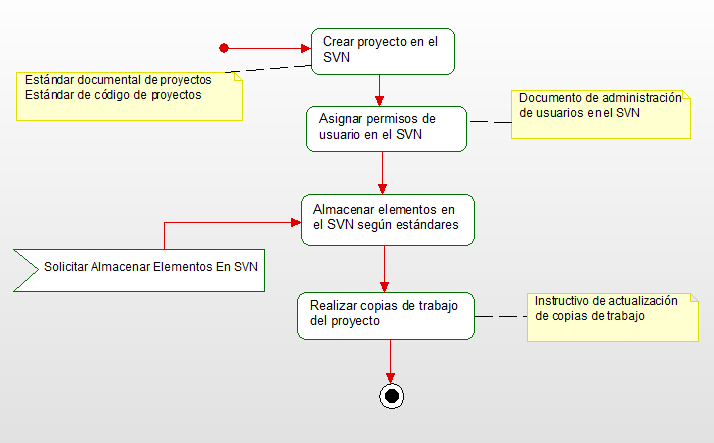 Crear proyecto en el
SVN
Estándar documental de proyectos
Estándar de código de proyectos
Asignar permisos de
usuario en el SVN
Documento de administración
de usuarios en el SVN
Almacenar elementos en
el SVN según estándares
Solicitar Almacenar Elementos En SVN
Realizar copias de trabajo
del proyecto
Instructivo de actualización
de copias de trabajo